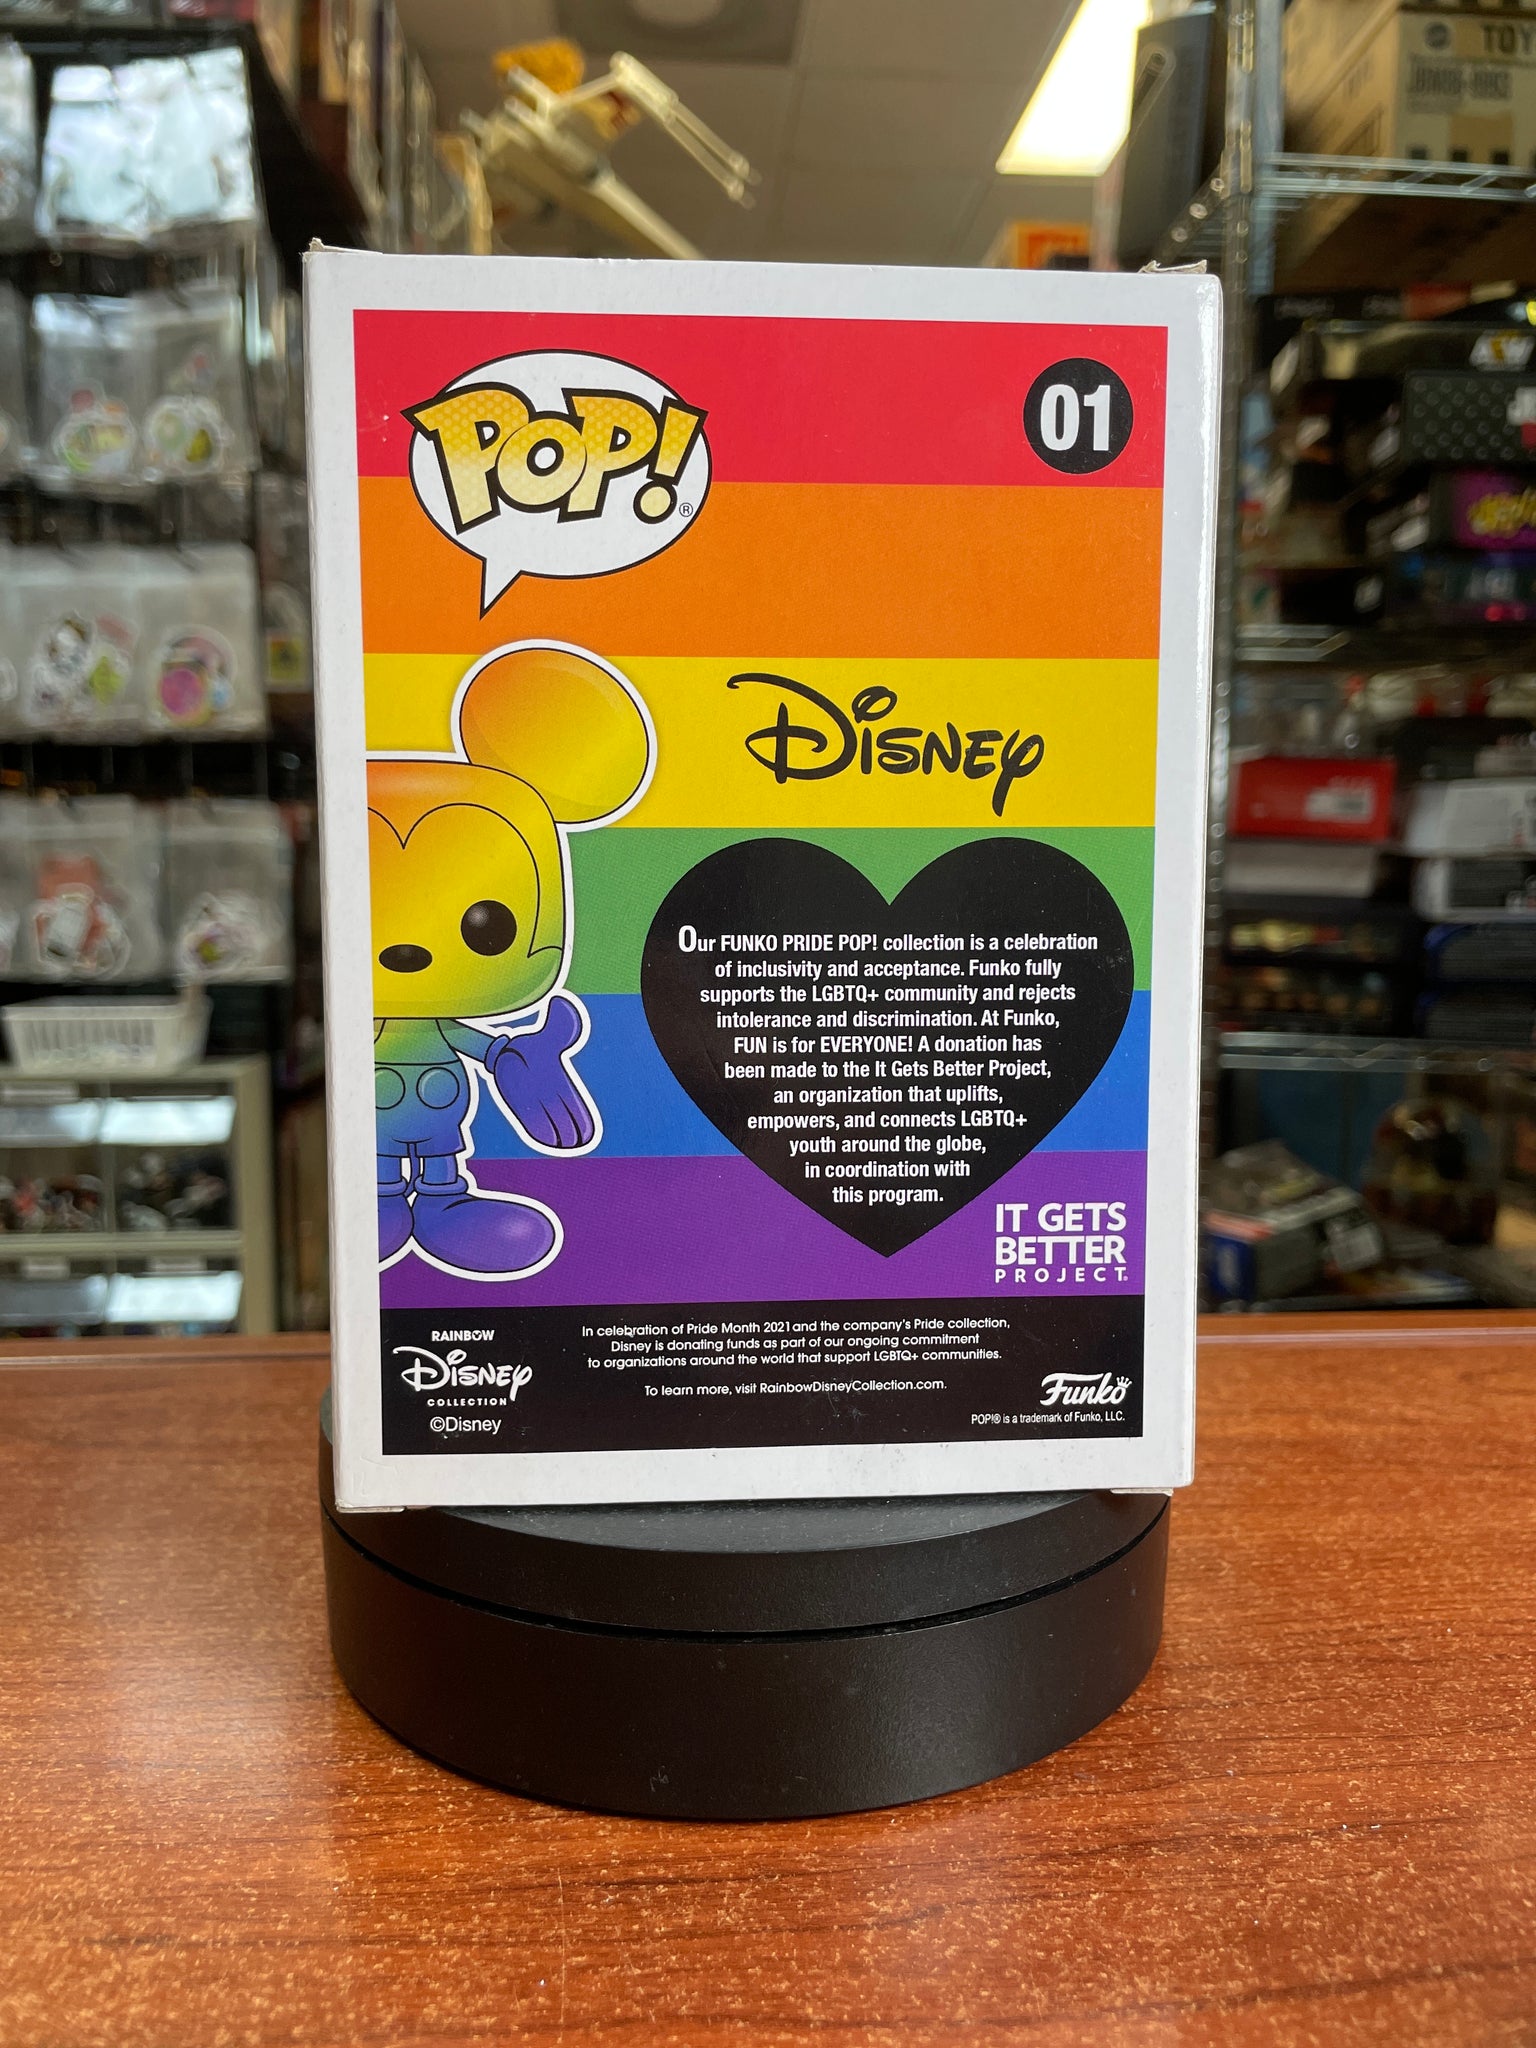 TOY
POP!®
01
DISNEY
Our FUNKO PRIDE POP! collection is a celebration
of inclusivity and acceptance. Funko fully
supports the LGBTQ+ community and rejects
intolerance and discrimination. At Funko,
FUN is for EVERYONE! A donation has
been made to the It Gets Better Project,
an organization that uplifts,
empowers, and connects LGBTQ+
youth around the globe,
in coordination with
this program.
IT GETS
BETTER
PROJECT.
RAINBOW
DISNEY
COLLECTION
©Disney
In celebration of Pride Month 2021 and the company's Pride collection,
Disney is donating funds as part of our ongoing commitment
to organizations around the world that support LGBTQ+ communities.
To learn more, visit RainbowDisneyCollection.com.
Funko
POP!® is a trademark of Funko, LLC.